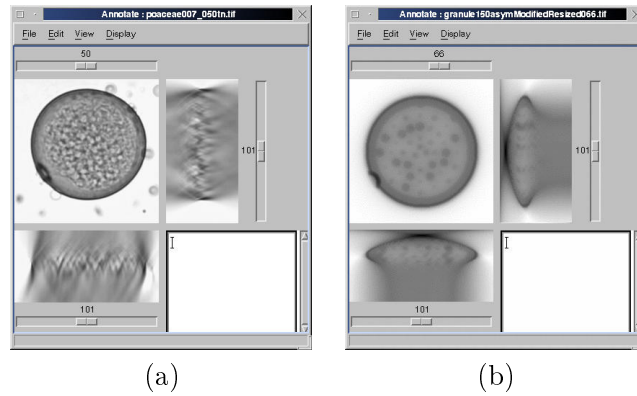 Annotate : poaceae007_050tn.tif
File Edit View Display
50
101
101
(a)
Annotate : granule150asymModifiedResized066.tif
File Edit View Display
66
101
101
(b)